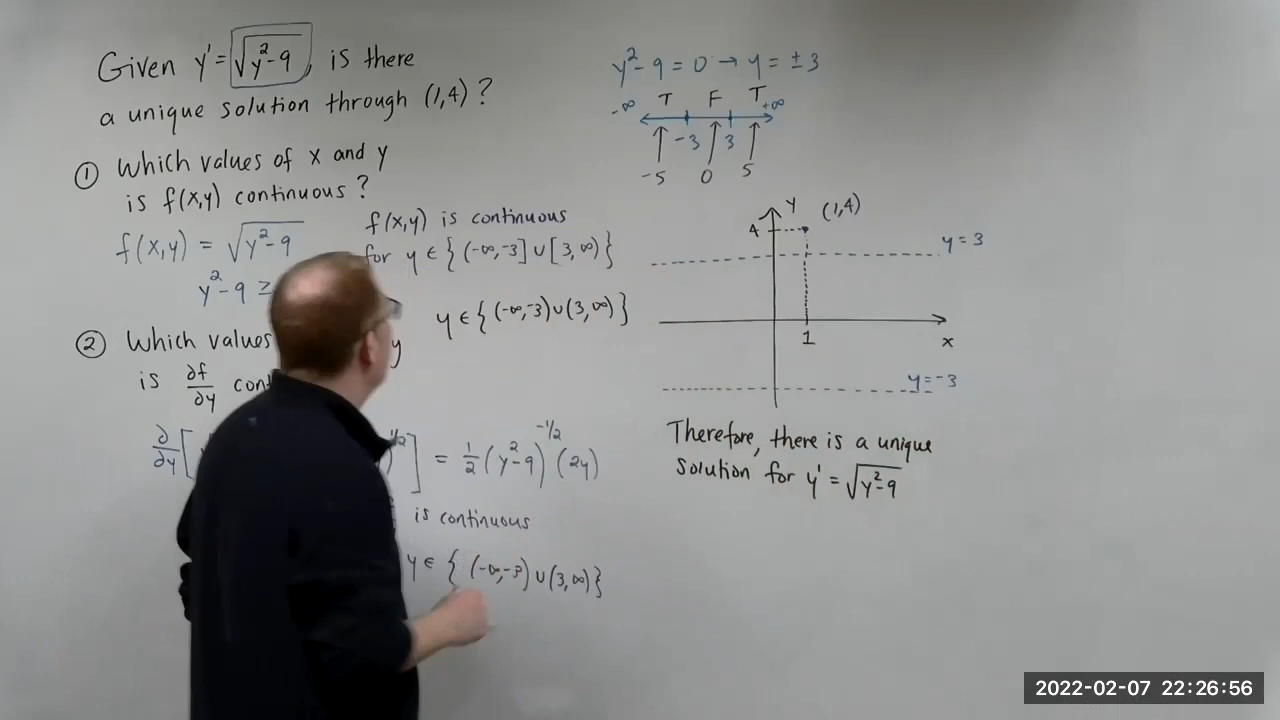 Given y' = √y²-9, is there
a unique solution through (1,4)?
① Which values of x and y
is f(x,y) continuous?
f(x,y) = √y²-9
y²-9 ≥
f(x,y) is continuous
for y ∈ {(-∞,-3] ∪ [3,∞)}
y ∈ {(-∞,-3) ∪ (3,∞)}
② Which values y
is ∂f/∂y con
∂/∂y [ ^1/2 ] = 1/2 (y²-9)^-1/2 (2y)
is continuous
y ∈ {(-∞,-3) ∪ (3,∞)}
y²-9 = 0 → y = ±3
-∞ T F T +∞
-3 3
-5 0 5
y (1,4)
4
y = 3
1 x
y = -3
Therefore, there is a unique
solution for y' = √y²-9
2022-02-07 22:26:56